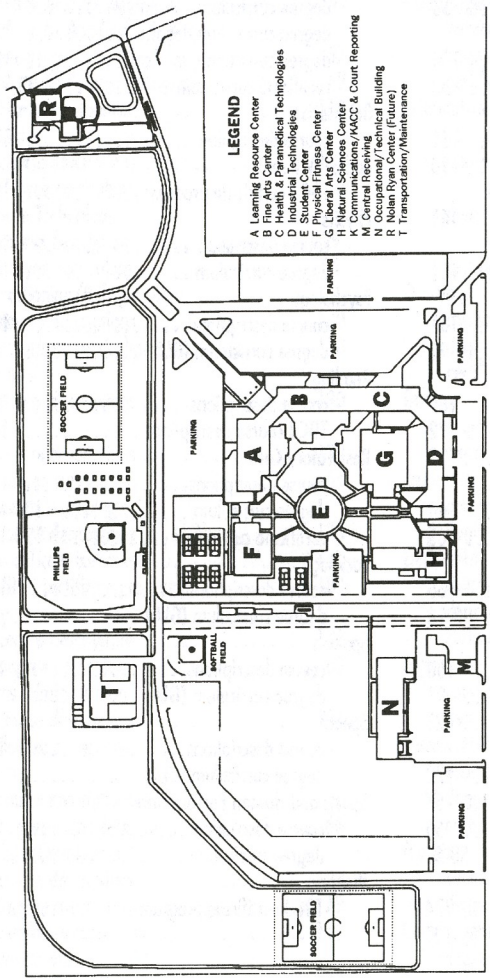 LEGEND
A Learning Resource Center
B Fine Arts Center
C Health & Paramedical Technologies
D Industrial Technologies
E Student Center
F Physical Fitness Center
G Liberal Arts Center
H Natural Sciences Center
K Communications/KACC & Court Reporting
M Central Receiving
N Occupational/Technical Building
R Nolan Ryan Center (Future)
T Transportation/Maintenance
R
SOCCER FIELD
PHILLIPS FIELD
T
SOFTBALL FIELD
SOCCER FIELD
PARKING
PARKING
PARKING
PARKING
PARKING
PARKING
PARKING
PARKING
PARKING
PARKING
A
B
C
D
E
F
G
H
K
M
N